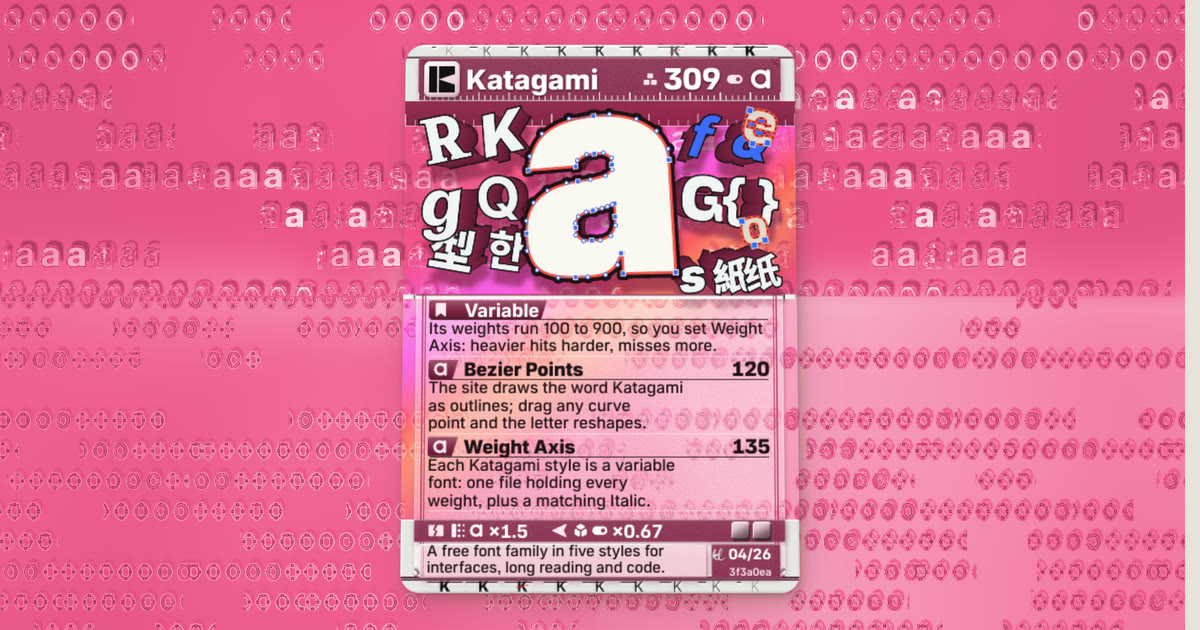 K K K K K K K K K
Katagami 309 a
R K a f a e
g Q G{ }
型 한 a
s 紙纸
Variable
Its weights run 100 to 900, so you set Weight
Axis: heavier hits harder, misses more.
a Bezier Points 120
The site draws the word Katagami
as outlines; drag any curve
point and the letter reshapes.
a Weight Axis 135
Each Katagami style is a variable
font: one file holding every
weight, plus a matching Italic.
a ×1.5 ×0.67
A free font family in five styles for
interfaces, long reading and code.
04/26
3f3a0ea
K K K K K K K K K